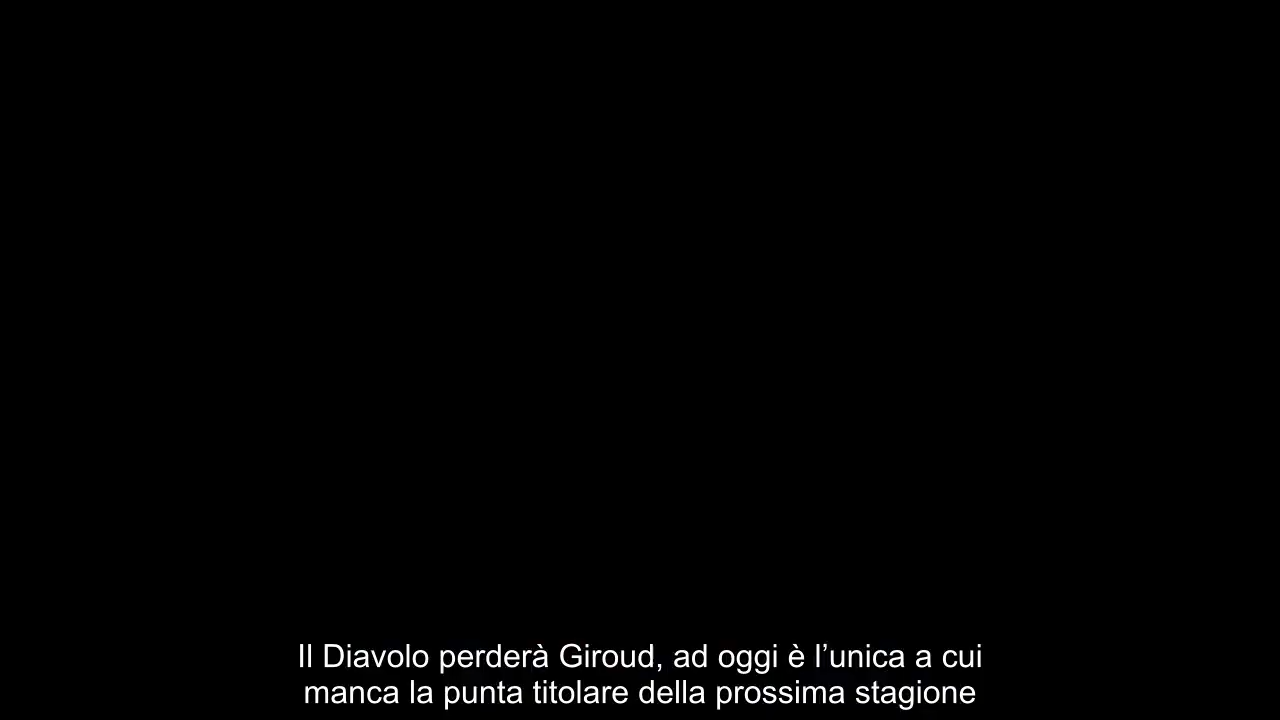 Il Diavolo perderà Giroud, ad oggi è l’unica a cui
manca la punta titolare della prossima stagione